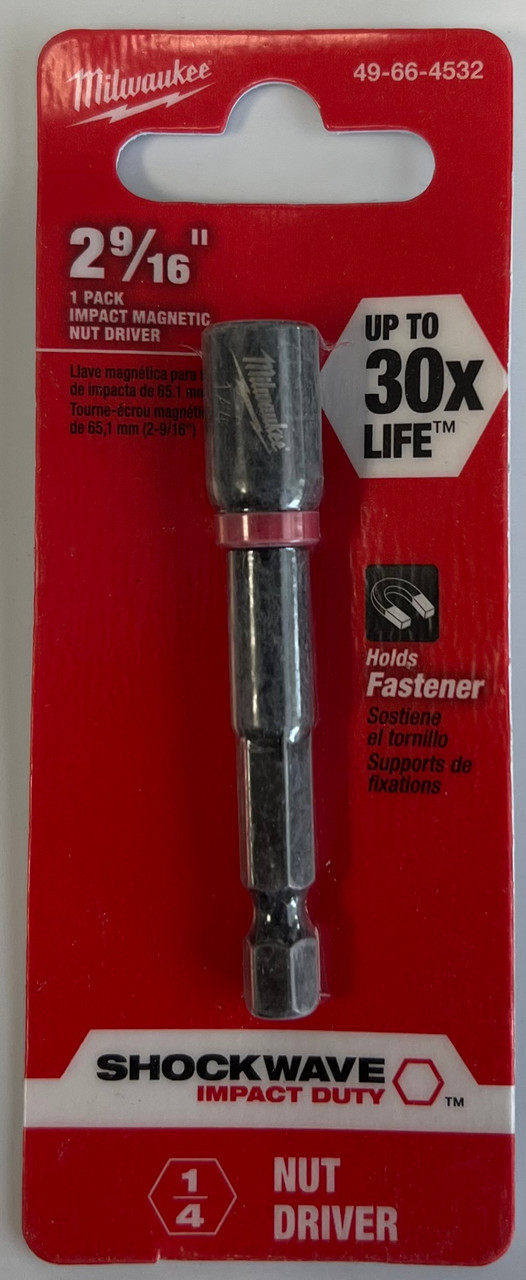 Milwaukee
49-66-4532
2 9/16"
1 PACK
IMPACT MAGNETIC
NUT DRIVER
Llave magnética para
de impacta de 65.1 mm
Tourne-écrou magnéti
de 65,1 mm (2-9/16")
UP TO
30x
LIFE™
Milwaukee
1/4
Holds
Fastener
Sostiene
el tornillo
Supports de
fixations
SHOCKWAVE
IMPACT DUTY
™
1/4
NUT
DRIVER